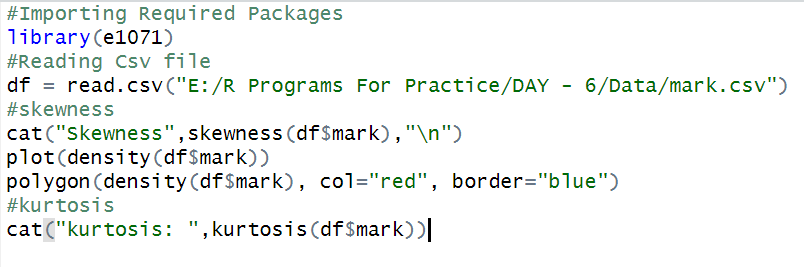 #Importing Required Packages
library(e1071)
#Reading Csv file
df = read.csv("E:/R Programs For Practice/DAY - 6/Data/mark.csv")
#skewness
cat("Skewness",skewness(df$mark),"\n")
plot(density(df$mark))
polygon(density(df$mark), col="red", border="blue")
#kurtosis
cat("kurtosis: ",kurtosis(df$mark))